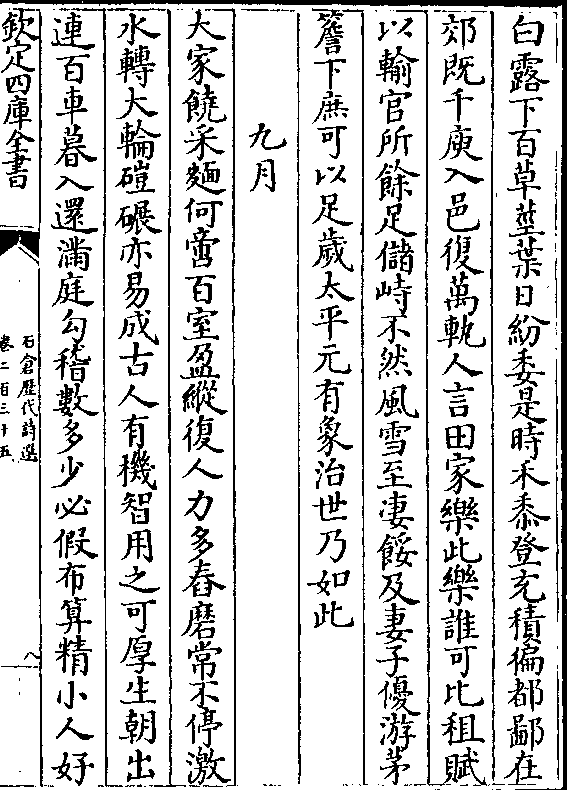 白露下百草莖葉日紛委是時禾黍登充積徧都鄙在
郊既千庾入邑復萬軌人言田家樂此樂誰可比租賦
以輸官所餘足儲峙不然風雪至凄餒及妻子優游茅
簷下庶可以足歲太平元有象治世乃如此
九月
大家饒采麵何啻百室盈縱復人力多舂磨常不停激
水轉大輪磑碾亦易成古人有機智用之可厚生朝出
連百車暮入還滿庭勾稽數多少必假布算精小人好
欽定四庫全書
石倉歷代詩選
卷二百三十五
八